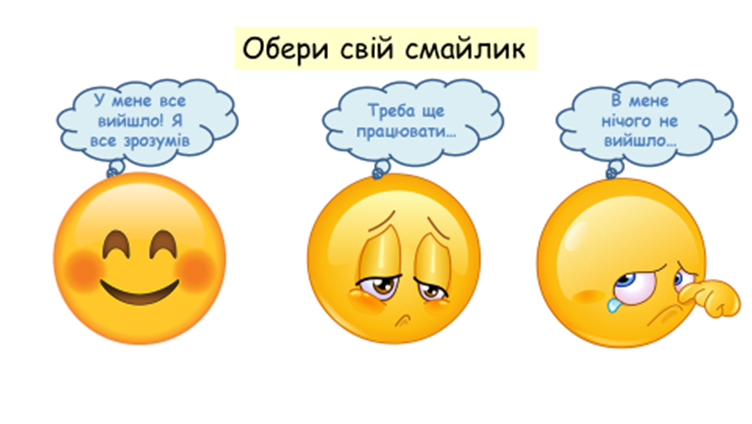 Обери свій смайлик
У мене все
вийшло! Я
все зрозумів
Треба ще
працювати...
В мене
нічого не
вийшло...